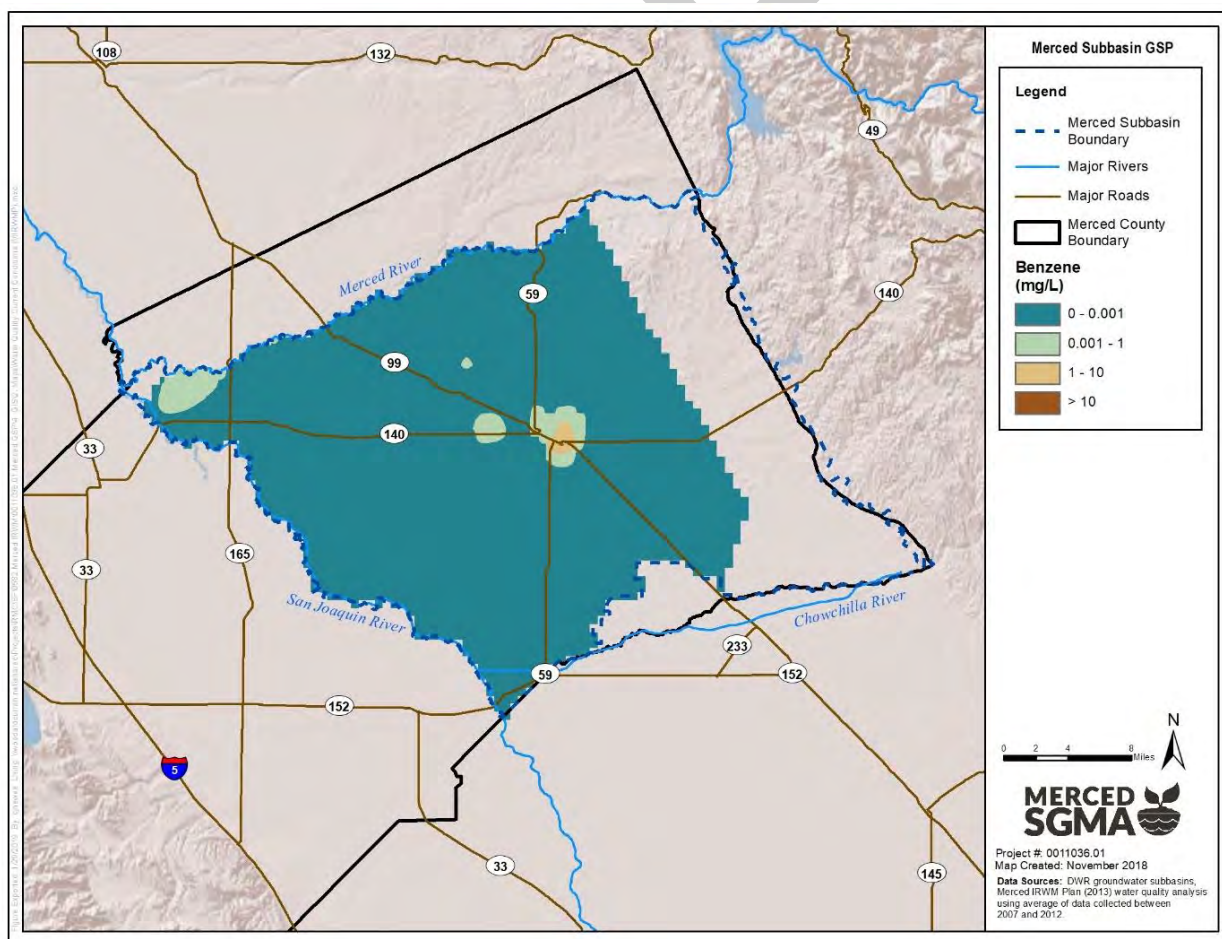 108
132
49
Merced River
59
140
99
140
33
165
33
San Joaquin River
Chowchilla River
233
59
152
152
5
33
145
Merced Subbasin GSP
Legend
Merced Subbasin
Boundary
Major Rivers
Major Roads
Merced County
Boundary
Benzene
(mg/L)
0 - 0.001
0.001 - 1
1 - 10
> 10
N
0 2 4 8
Miles
MERCED
SGMA
Project #: 0011036.01
Map Created: November 2018
Data Sources: DWR groundwater subbasins,
Merced IRWM Plan (2013) water quality analysis
using average of data collected between
2007 and 2012.